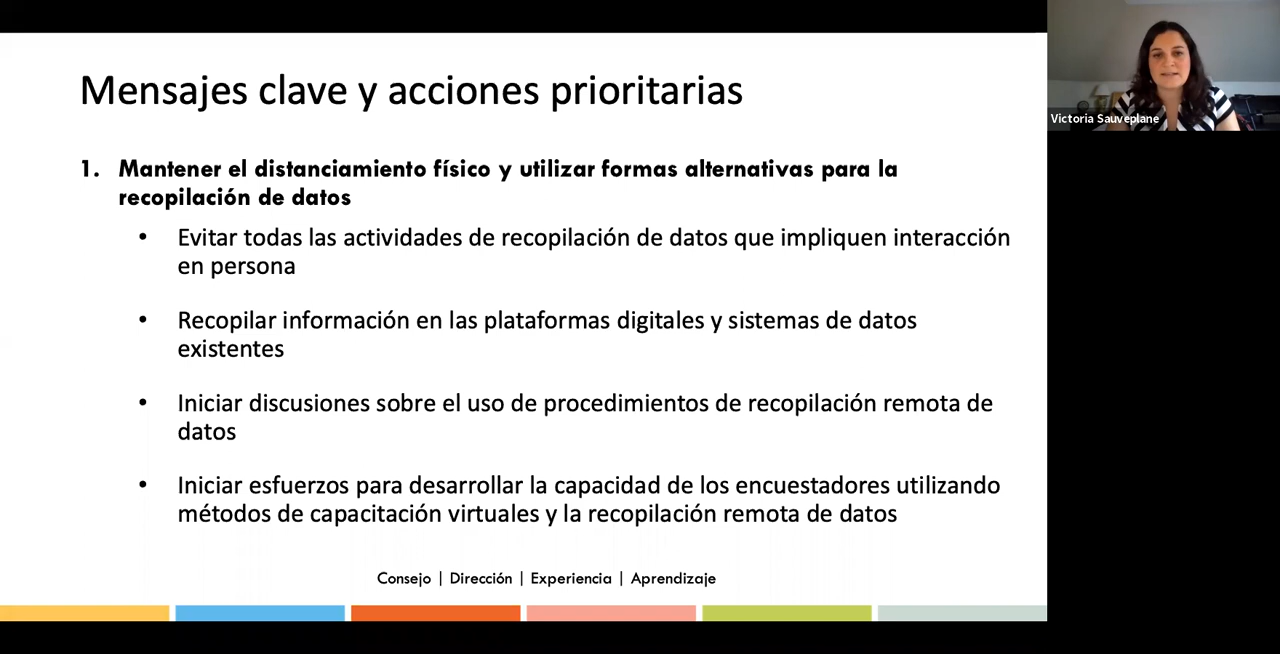 Mensajes clave y acciones prioritarias
Victoria Sauveplane
1. Mantener el distanciamiento físico y utilizar formas alternativas para la
recopilación de datos
• Evitar todas las actividades de recopilación de datos que impliquen interacción
en persona
• Recopilar información en las plataformas digitales y sistemas de datos
existentes
• Iniciar discusiones sobre el uso de procedimientos de recopilación remota de
datos
• Iniciar esfuerzos para desarrollar la capacidad de los encuestadores utilizando
métodos de capacitación virtuales y la recopilación remota de datos
Consejo | Dirección | Experiencia | Aprendizaje